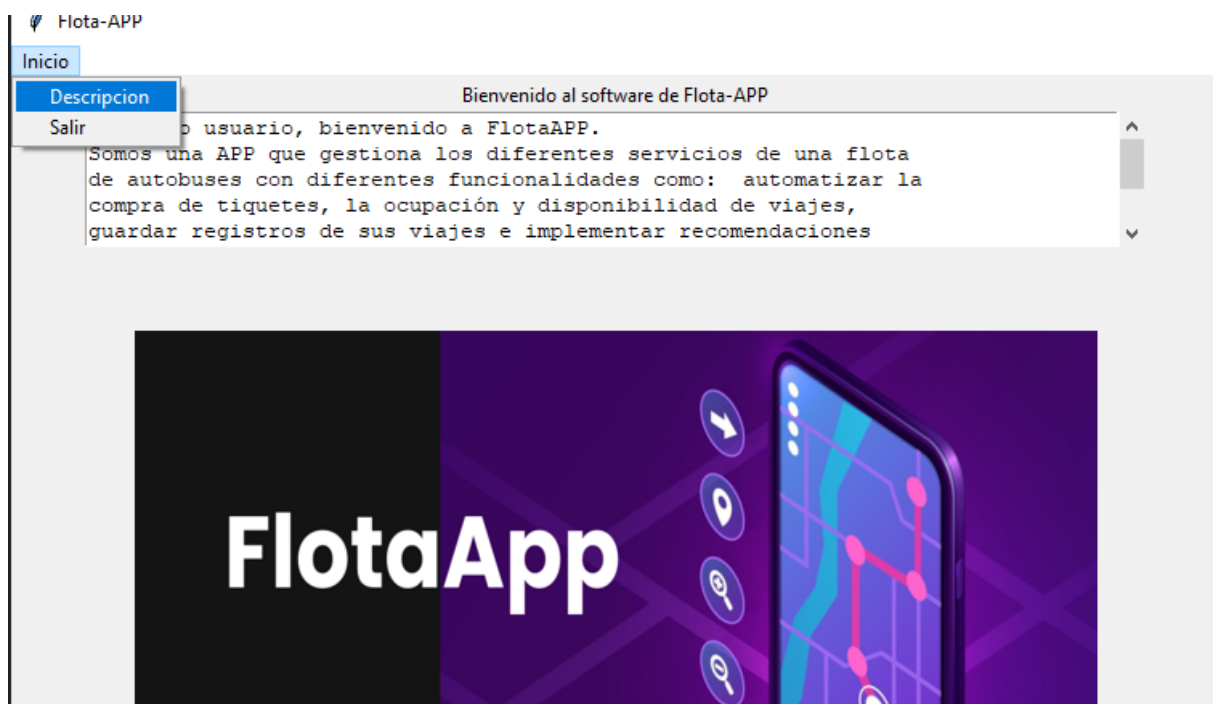 Flota-APP
Inicio
Descripcion
Salir
Bienvenido al software de Flota-APP
usuario, bienvenido a FlotaAPP.
Somos una APP que gestiona los diferentes servicios de una flota
de autobuses con diferentes funcionalidades como:  automatizar la
compra de tiquetes, la ocupación y disponibilidad de viajes,
guardar registros de sus viajes e implementar recomendaciones
FlotaApp